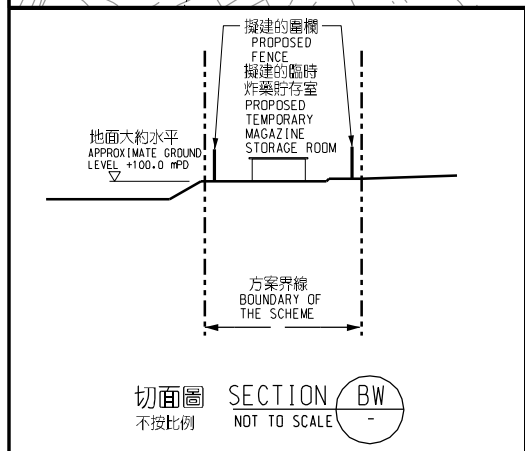 擬建的圍欄
PROPOSED
FENCE
擬建的臨時
炸藥貯存室
PROPOSED
TEMPORARY
MAGAZINE
STORAGE ROOM
地面大約水平
APPROXIMATE GROUND
LEVEL +100.0 mPD
方案界線
BOUNDARY OF
THE SCHEME
切面圖 SECTION BW
不按比例 NOT TO SCALE -